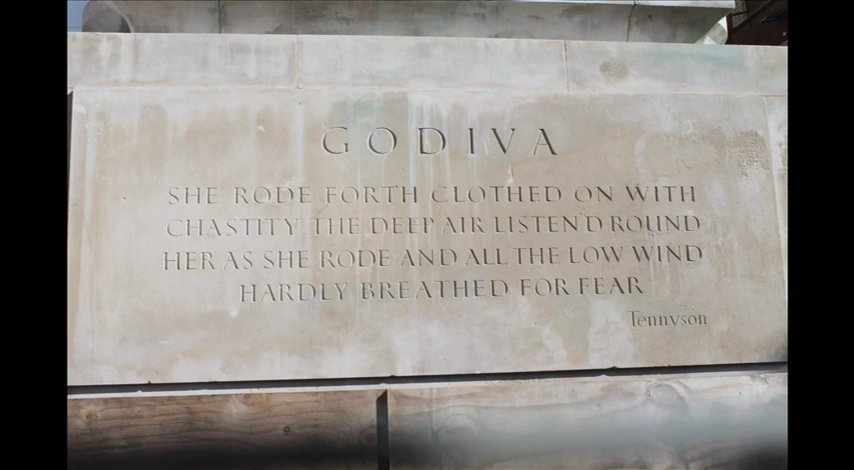 GODIVA
SHE RODE FORTH CLOTHED ON WITH
CHASTITY THE DEEP AIR LISTEN'D ROUND
HER AS SHE RODE AND ALL THE LOW WIND
HARDLY BREATHED FOR FEAR
Tennyson